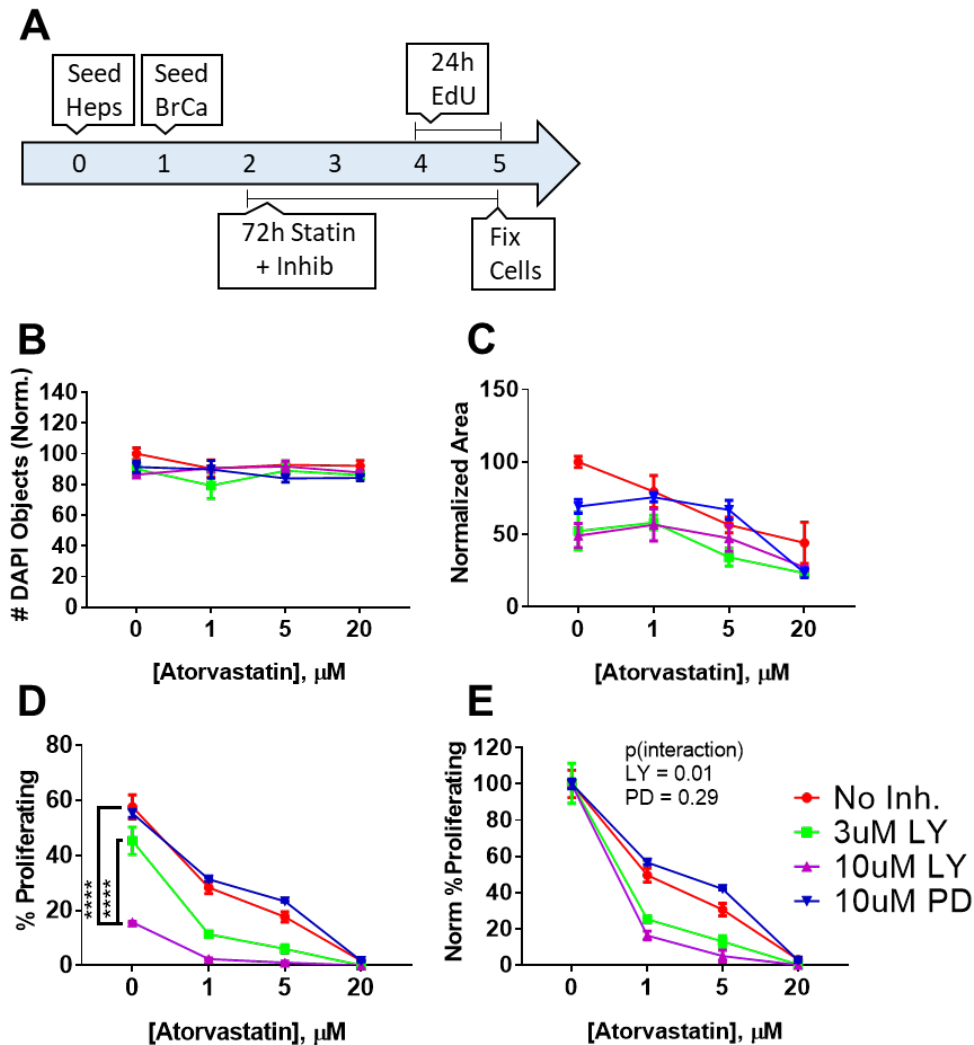 A
Seed
Heps
Seed
BrCa
24h
EdU
0 1 2 3 4 5
72h Statin
+ Inhib
Fix
Cells
B
# DAPI Objects (Norm.)
140
120
100
80
60
40
20
0
0 1 5 20
[Atorvastatin], μM
C
Normalized Area
150
100
50
0
0 1 5 20
[Atorvastatin], μM
D
% Proliferating
80
60
40
20
0
****
****
0 1 5 20
[Atorvastatin], μM
E
Norm % Proliferating
120
100
80
60
40
20
0
p(interaction)
LY = 0.01
PD = 0.29
0 1 5 20
[Atorvastatin], μM
No Inh.
3uM LY
10uM LY
10uM PD